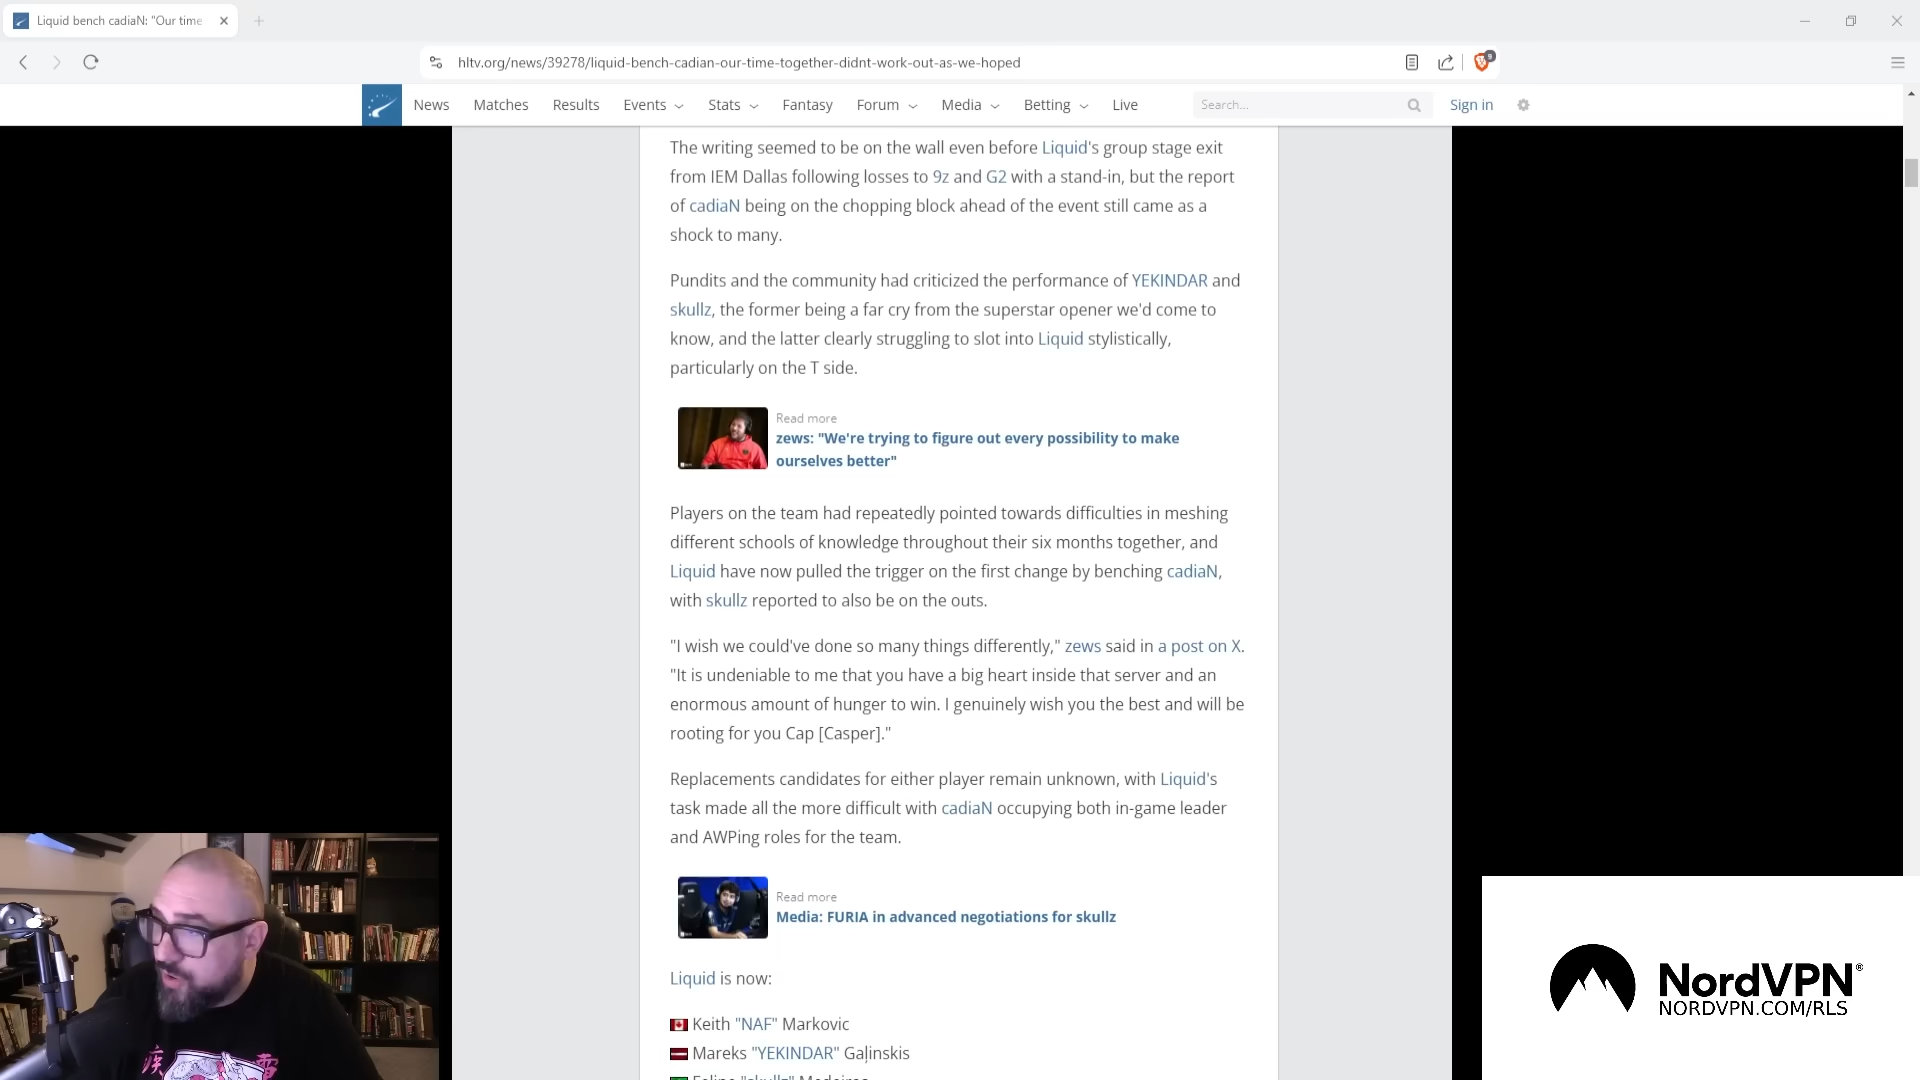 Liquid bench cadiaN: "Our time
hltv.org/news/39278/liquid-bench-cadian-our-time-together-didnt-work-out-as-we-hoped
9
News Matches Results Events Stats Fantasy Forum Media Betting Live Search... Sign in
The writing seemed to be on the wall even before Liquid's group stage exit
from IEM Dallas following losses to 9z and G2 with a stand-in, but the report
of cadiaN being on the chopping block ahead of the event still came as a
shock to many.
Pundits and the community had criticized the performance of YEKINDAR and
skullz, the former being a far cry from the superstar opener we'd come to
know, and the latter clearly struggling to slot into Liquid stylistically,
particularly on the T side.
Read more
zews: "We're trying to figure out every possibility to make
ourselves better"
Players on the team had repeatedly pointed towards difficulties in meshing
different schools of knowledge throughout their six months together, and
Liquid have now pulled the trigger on the first change by benching cadiaN,
with skullz reported to also be on the outs.
"I wish we could've done so many things differently," zews said in a post on X.
"It is undeniable to me that you have a big heart inside that server and an
enormous amount of hunger to win. I genuinely wish you the best and will be
rooting for you Cap [Casper]."
Replacements candidates for either player remain unknown, with Liquid's
task made all the more difficult with cadiaN occupying both in-game leader
and AWPing roles for the team.
Read more
Media: FURIA in advanced negotiations for skullz
Liquid is now:
Keith "NAF" Markovic
Mareks "YEKINDAR" Gaļinskis
Felipe "skullz" Medeiros
NordVPN®
NORDVPN.COM/RLS